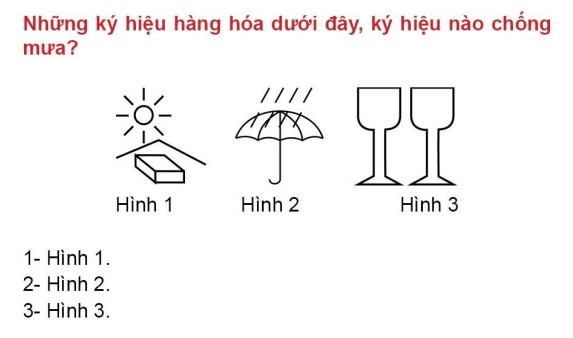 Những ký hiệu hàng hóa dưới đây, ký hiệu nào chống
mưa?
Hình 1 Hình 2 Hình 3
1- Hình 1.
2- Hình 2.
3- Hình 3.